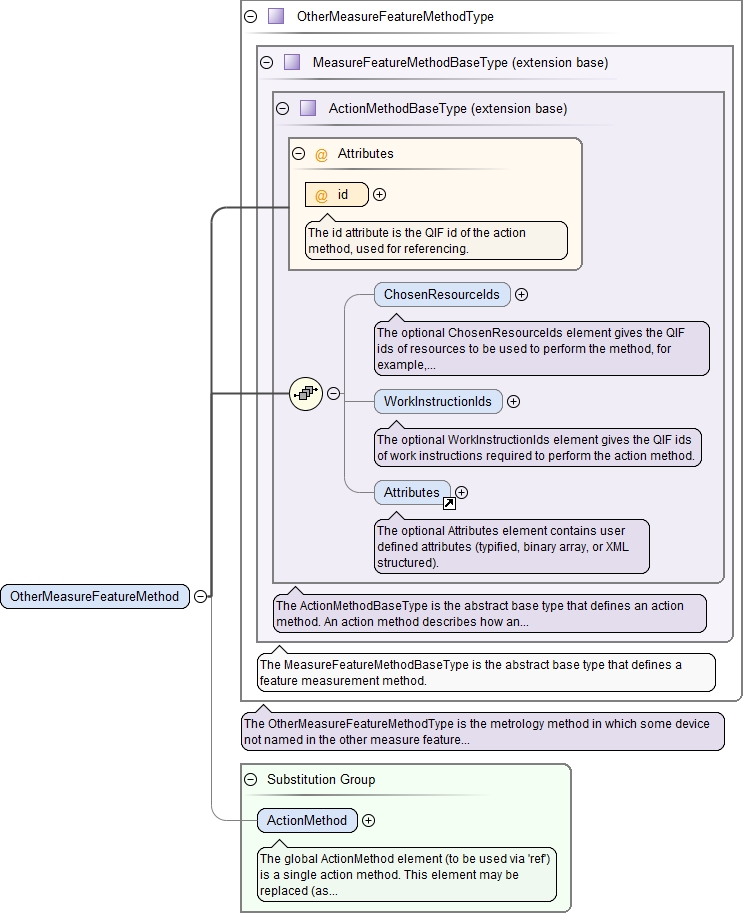 OtherMeasureFeatureMethodType
MeasureFeatureMethodBaseType (extension base)
ActionMethodBaseType (extension base)
@ Attributes
@ id
The id attribute is the QIF id of the action
method, used for referencing.
ChosenResourceIds
The optional ChosenResourceIds element gives the QIF
ids of resources to be used to perform the method, for
example,...
WorkInstructionIds
The optional WorkInstructionIds element gives the QIF ids
of work instructions required to perform the action method.
Attributes
The optional Attributes element contains user
defined attributes (typified, binary array, or XML
structured).
OtherMeasureFeatureMethod
The ActionMethodBaseType is the abstract base type that defines an action
method. An action method describes how an...
The MeasureFeatureMethodBaseType is the abstract base type that defines a
feature measurement method.
The OtherMeasureFeatureMethodType is the metrology method in which some device
not named in the other measure feature...
Substitution Group
ActionMethod
The global ActionMethod element (to be used via 'ref')
is a single action method. This element may be
replaced (as...